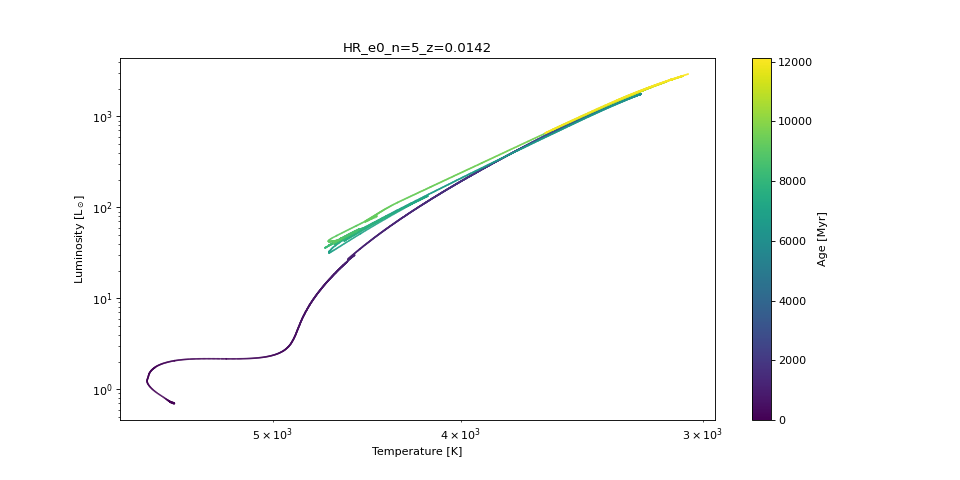 HR_e0_n=5_z=0.0142
Luminosity [L☉]
10³
10²
10¹
10⁰
5 × 10³
4 × 10³
3 × 10³
Temperature [K]
12000
10000
8000
6000
4000
2000
0
Age [Myr]